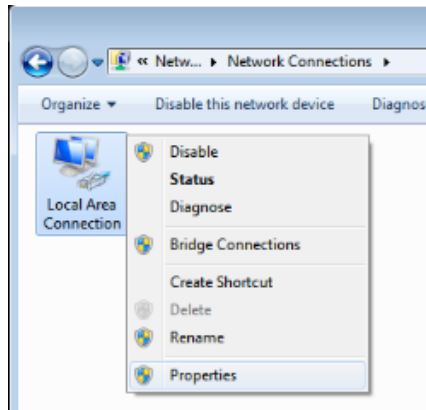 « Netw... ▸ Network Connections ▸
Organize ▾ Disable this network device Diagnos
Local Area
Connection
Disable
Status
Diagnose
Bridge Connections
Create Shortcut
Delete
Rename
Properties